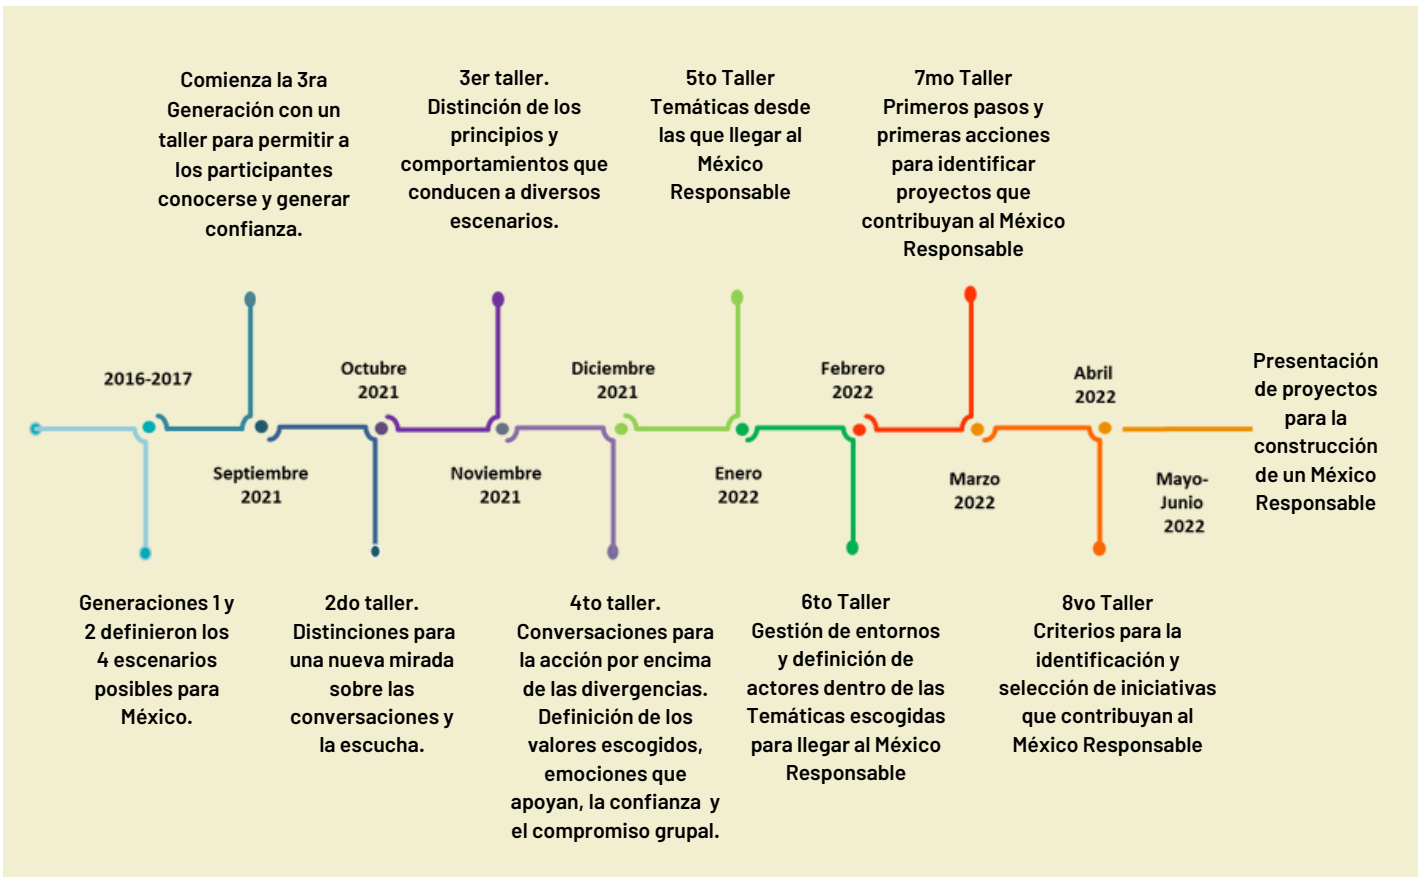 Comienza la 3ra
Generación con un
taller para permitir a
los participantes
conocerse y generar
confianza.
3er taller.
Distinción de los
principios y
comportamientos que
conducen a diversos
escenarios.
5to Taller
Temáticas desde
las que llegar al
México
Responsable
7mo Taller
Primeros pasos y
primeras acciones
para identificar
proyectos que
contribuyan al México
Responsable
2016-2017
Octubre
2021
Diciembre
2021
Febrero
2022
Abril
2022
Septiembre
2021
Noviembre
2021
Enero
2022
Marzo
2022
Mayo-
Junio
2022
Presentación
de proyectos
para la
construcción
de un México
Responsable
Generaciones 1 y
2 definieron los
4 escenarios
posibles para
México.
2do taller.
Distinciones para
una nueva mirada
sobre las
conversaciones y
la escucha.
4to taller.
Conversaciones para
la acción por encima
de las divergencias.
Definición de los
valores escogidos,
emociones que
apoyan, la confianza y
el compromiso grupal.
6to Taller
Gestión de entornos
y definición de
actores dentro de las
Temáticas escogidas
para llegar al México
Responsable
8vo Taller
Criterios para la
identificación y
selección de iniciativas
que contribuyan al
México Responsable